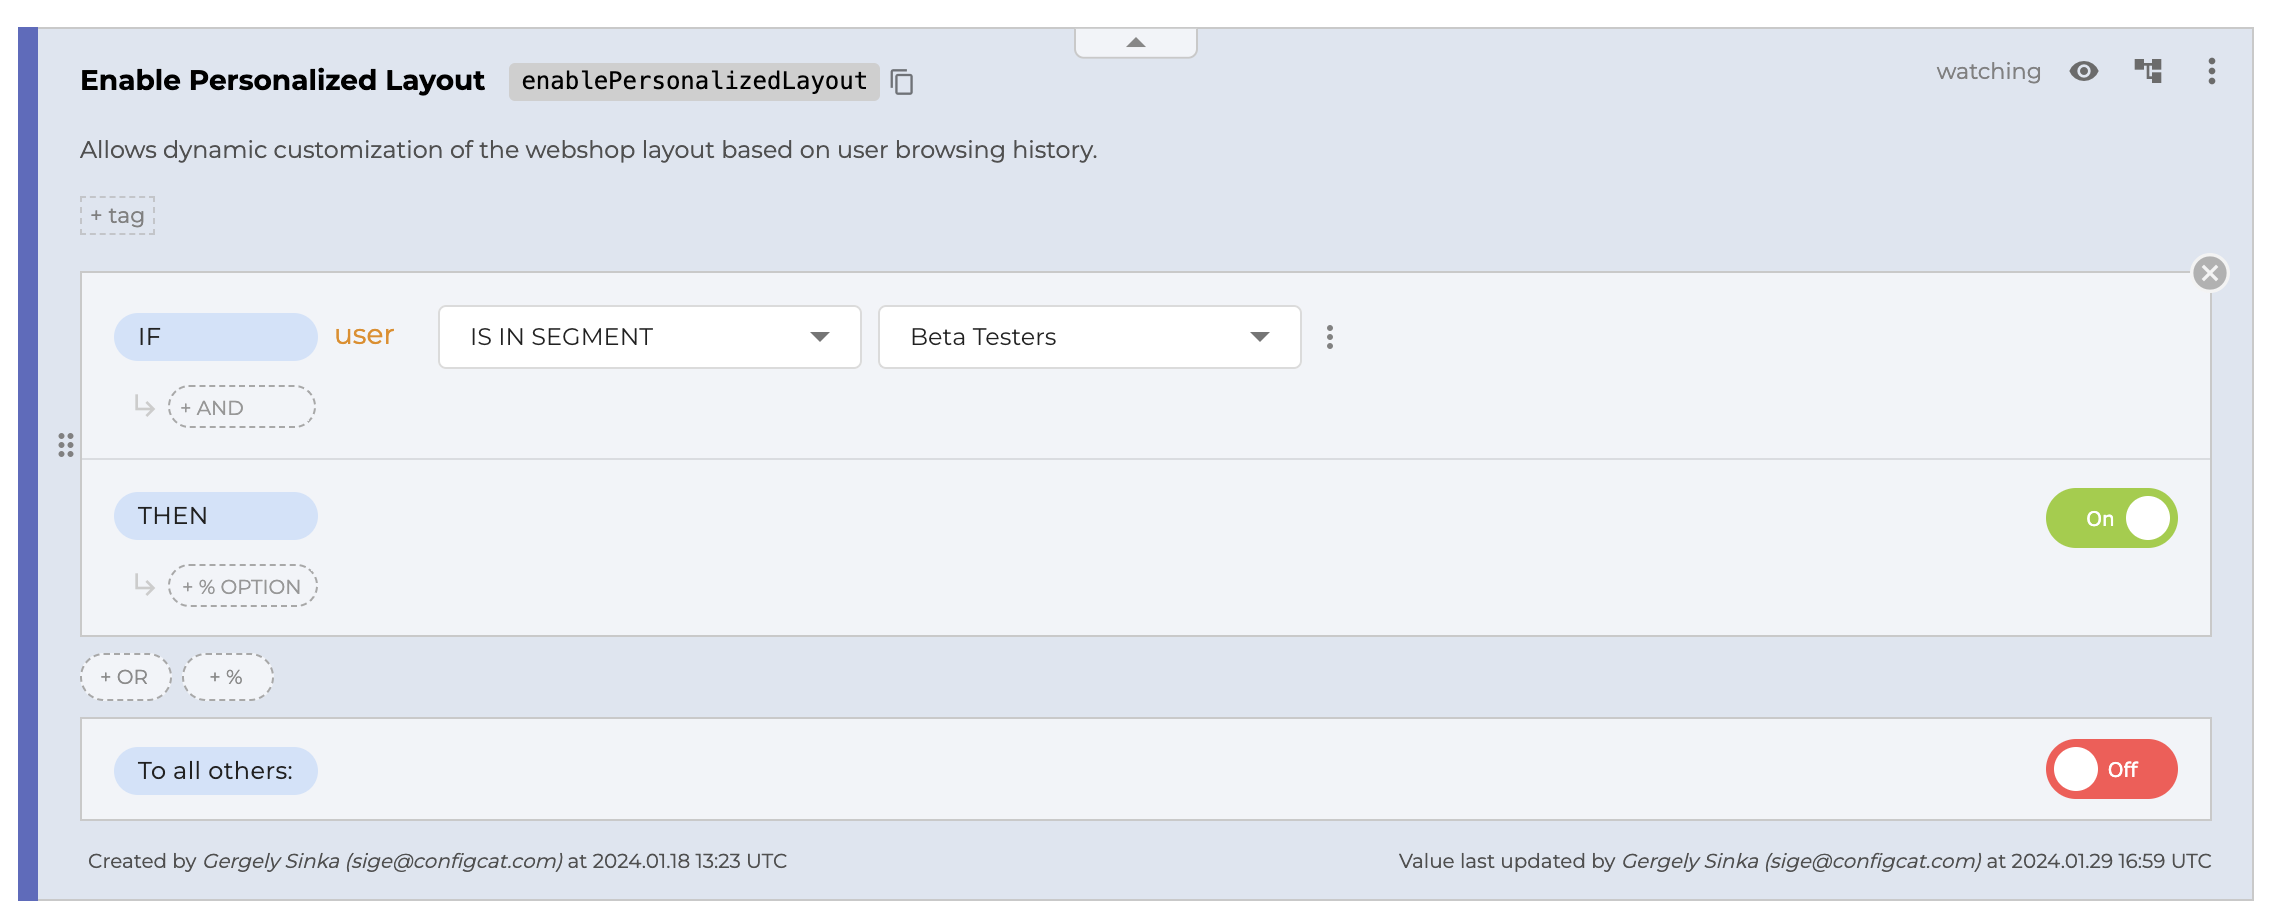 Enable Personalized Layout enablePersonalizedLayout watching
Allows dynamic customization of the webshop layout based on user browsing history.
+ tag
IF user IS IN SEGMENT Beta Testers
+ AND
THEN On
+ % OPTION
+ OR + %
To all others: Off
Created by Gergely Sinka (sige@configcat.com) at 2024.01.18 13:23 UTC Value last updated by Gergely Sinka (sige@configcat.com) at 2024.01.29 16:59 UTC